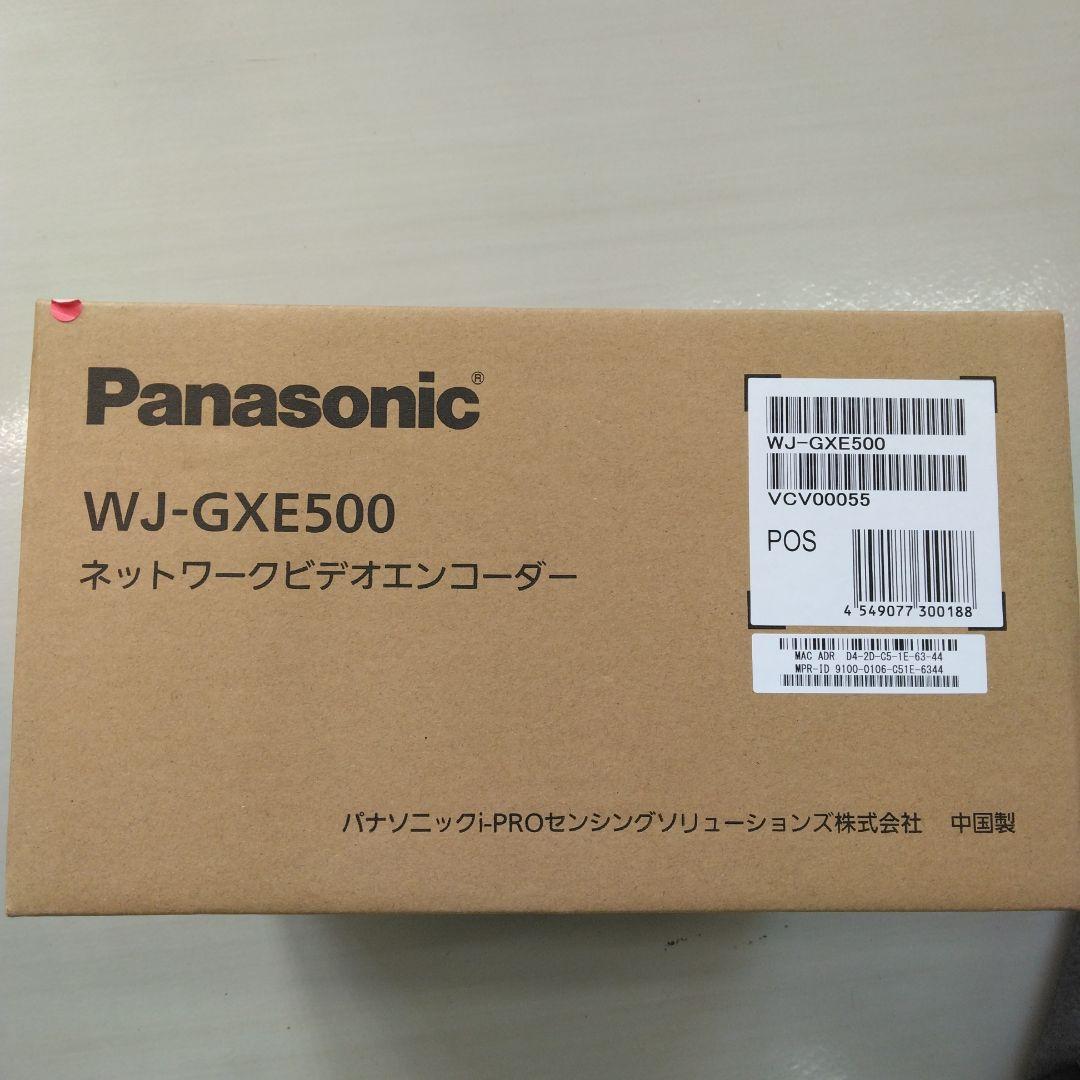 Panasonic®
WJ-GXE500
ネットワークビデオエンコーダー
WJ-GXE500
VCV00055
POS
4 549077 300188
MAC ADR D4-2D-C5-1E-63-44
MPR-ID 9100-0106-C51E-6344
パナソニックi-PROセンシングソリューションズ株式会社 中国製